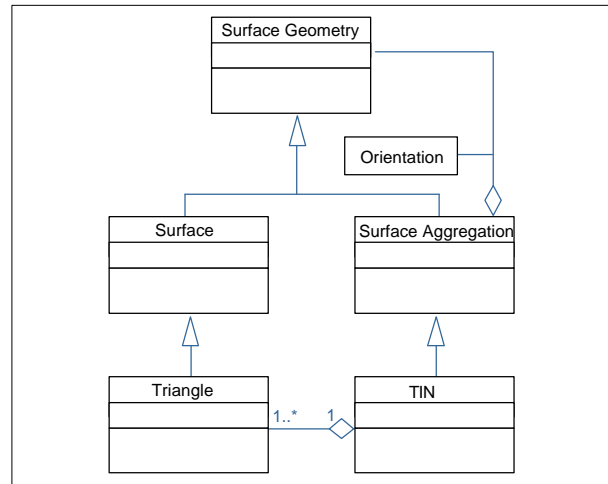 Surface Geometry
Orientation
Surface
Surface Aggregation
Triangle
TIN
1..*
1